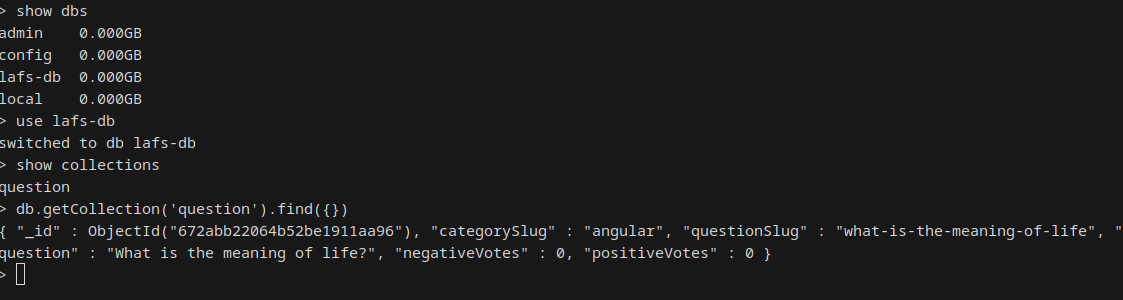 > show dbs
admin    0.000GB
config   0.000GB
lafs-db  0.000GB
local    0.000GB
> use lafs-db
switched to db lafs-db
> show collections
question
> db.getCollection('question').find({})
{ "_id" : ObjectId("672abb22064b52be1911aa96"), "categorySlug" : "angular", "questionSlug" : "what-is-the-meaning-of-life", "
question" : "What is the meaning of life?", "negativeVotes" : 0, "positiveVotes" : 0 }
>